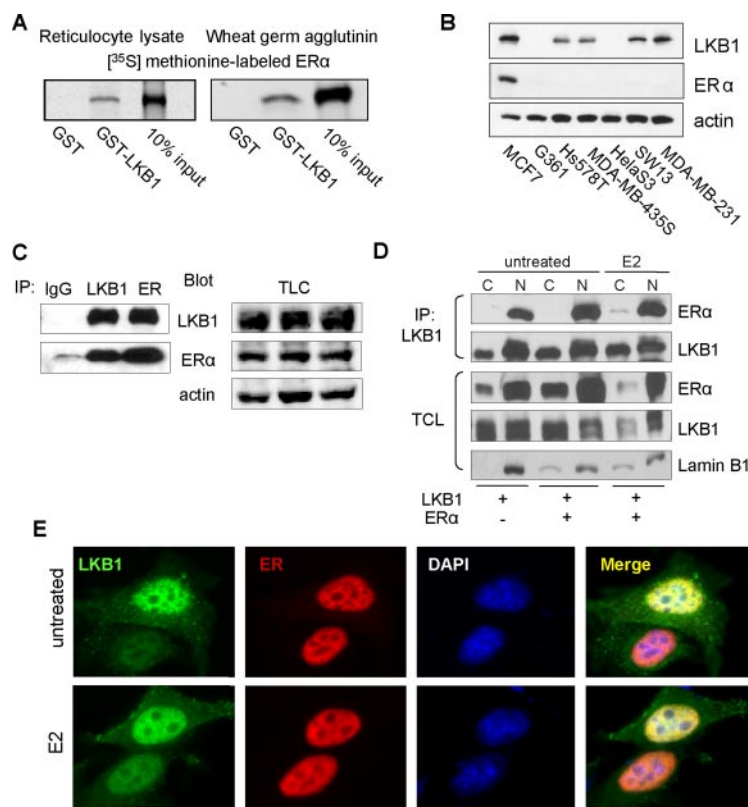 A
Reticulocyte lysate Wheat germ agglutinin
[³⁵S] methionine-labeled ERα
GST GST-LKB1 10% input GST GST-LKB1 10% input
B
LKB1
ER α
actin
MCF7 G361 Hs578T MDA-MB-435S HelaS3 SW13 MDA-MB-231
C
IP: IgG LKB1 ER Blot TLC
LKB1
ERα
actin
D
untreated E2
C N C N C N
IP: LKB1
ERα
LKB1
TCL
ERα
LKB1
Lamin B1
LKB1 + + +
ERα - + +
E
untreated
LKB1 ER DAPI Merge
E2